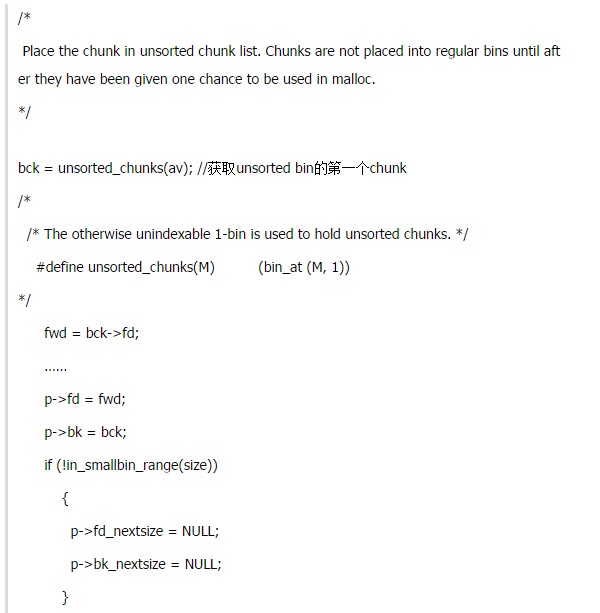 /*
Place the chunk in unsorted chunk list. Chunks are not placed into regular bins until aft
er they have been given one chance to be used in malloc.
*/
bck = unsorted_chunks(av); //获取unsorted bin的第一个chunk
/*
/* The otherwise unindexable 1-bin is used to hold unsorted chunks. */
#define unsorted_chunks(M) (bin_at (M, 1))
*/
fwd = bck->fd;
……
p->fd = fwd;
p->bk = bck;
if (!in_smallbin_range(size))
{
p->fd_nextsize = NULL;
p->bk_nextsize = NULL;
}